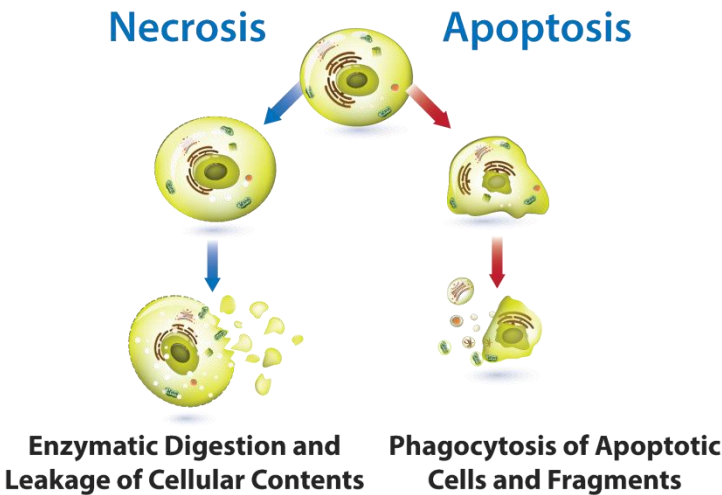 Necrosis
Apoptosis
Enzymatic Digestion and
Leakage of Cellular Contents
Phagocytosis of Apoptotic
Cells and Fragments